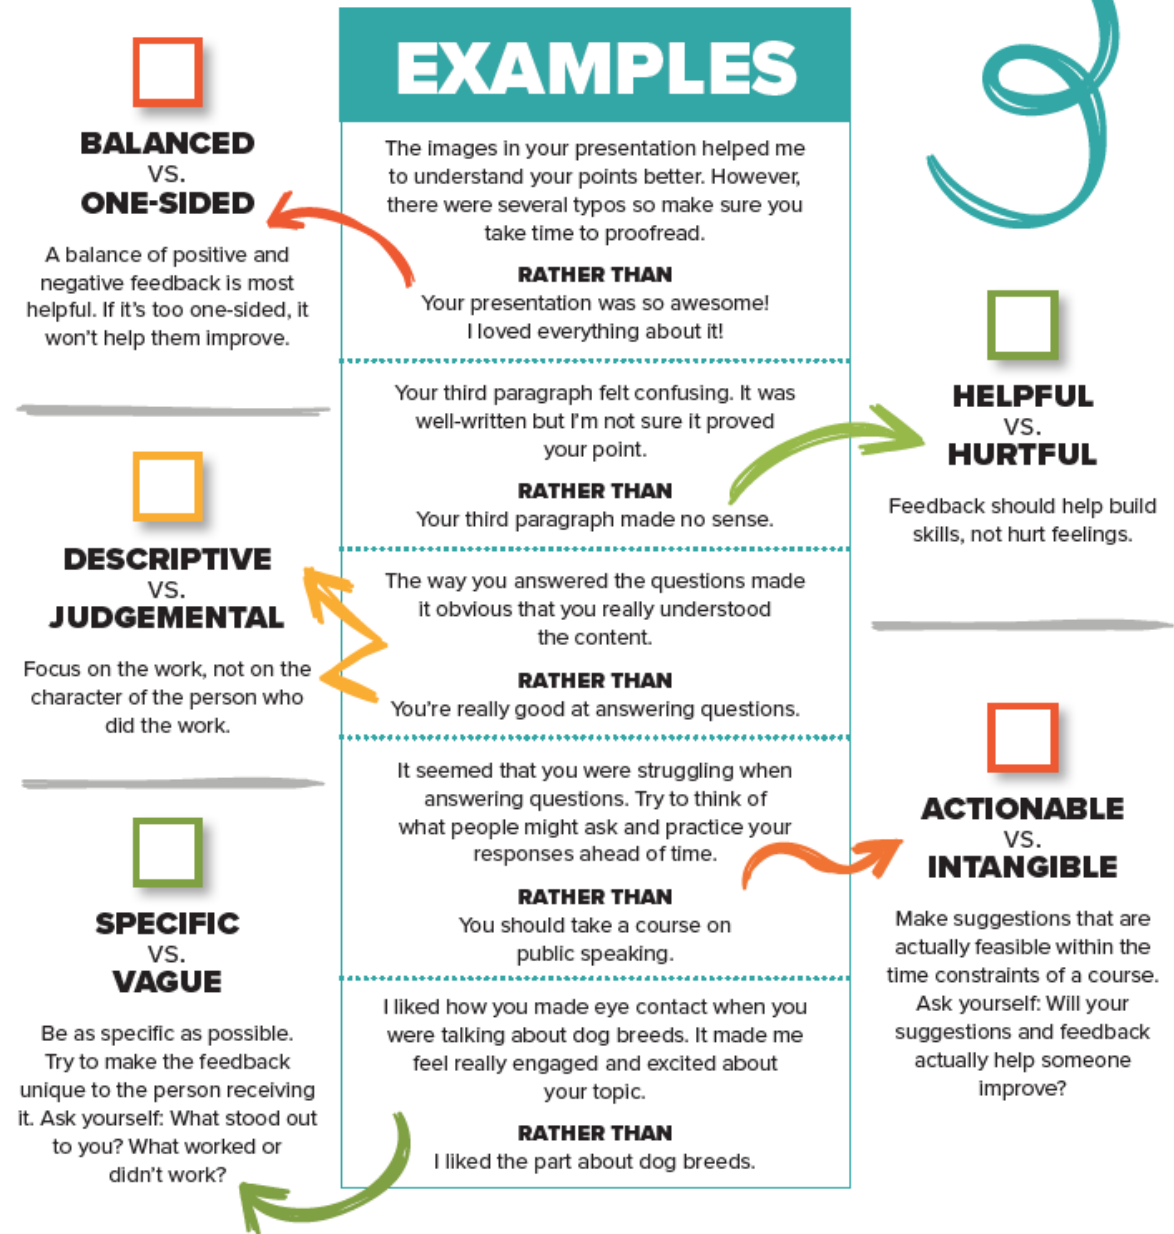 BALANCED
VS.
ONE-SIDED
A balance of positive and
negative feedback is most
helpful. If it's too one-sided, it
won't help them improve.
DESCRIPTIVE
VS.
JUDGEMENTAL
Focus on the work, not on the
character of the person who
did the work.
SPECIFIC
VS.
VAGUE
Be as specific as possible.
Try to make the feedback
unique to the person receiving
it. Ask yourself: What stood out
to you? What worked or
didn't work?
EXAMPLES
The images in your presentation helped me
to understand your points better. However,
there were several typos so make sure you
take time to proofread.
RATHER THAN
Your presentation was so awesome!
I loved everything about it!
Your third paragraph felt confusing. It was
well-written but I'm not sure it proved
your point.
RATHER THAN
Your third paragraph made no sense.
The way you answered the questions made
it obvious that you really understood
the content.
RATHER THAN
You're really good at answering questions.
It seemed that you were struggling when
answering questions. Try to think of
what people might ask and practice your
responses ahead of time.
RATHER THAN
You should take a course on
public speaking.
I liked how you made eye contact when you
were talking about dog breeds. It made me
feel really engaged and excited about
your topic.
RATHER THAN
I liked the part about dog breeds.
HELPFUL
VS.
HURTFUL
Feedback should help build
skills, not hurt feelings.
ACTIONABLE
VS.
INTANGIBLE
Make suggestions that are
actually feasible within the
time constraints of a course.
Ask yourself: Will your
suggestions and feedback
actually help someone
improve?